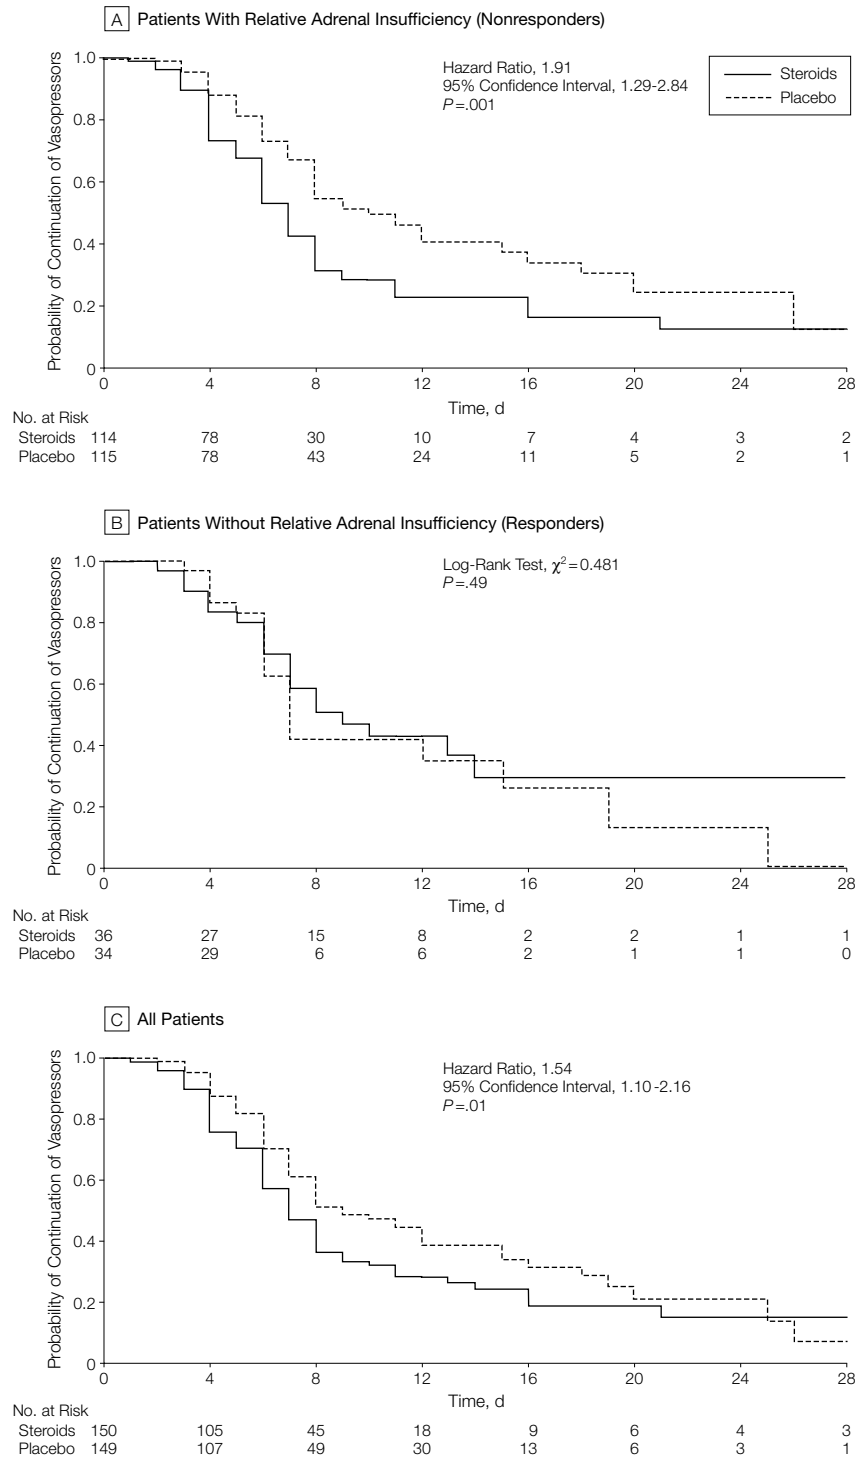 A Patients With Relative Adrenal Insufficiency (Nonresponders)
Hazard Ratio, 1.91
95% Confidence Interval, 1.29-2.84
P=.001
Steroids
Placebo
Probability of Continuation of Vasopressors
1.0
0.8
0.6
0.4
0.2
0
0 4 8 12 16 20 24 28
Time, d
No. at Risk
Steroids 114 78 30 10 7 4 3 2
Placebo 115 78 43 24 11 5 2 1
B Patients Without Relative Adrenal Insufficiency (Responders)
Log-Rank Test, χ²=0.481
P=.49
Probability of Continuation of Vasopressors
1.0
0.8
0.6
0.4
0.2
0
0 4 8 12 16 20 24 28
Time, d
No. at Risk
Steroids 36 27 15 8 2 2 1 1
Placebo 34 29 6 6 2 1 1 0
C All Patients
Hazard Ratio, 1.54
95% Confidence Interval, 1.10-2.16
P=.01
Probability of Continuation of Vasopressors
1.0
0.8
0.6
0.4
0.2
0
0 4 8 12 16 20 24 28
Time, d
No. at Risk
Steroids 150 105 45 18 9 6 4 3
Placebo 149 107 49 30 13 6 3 1